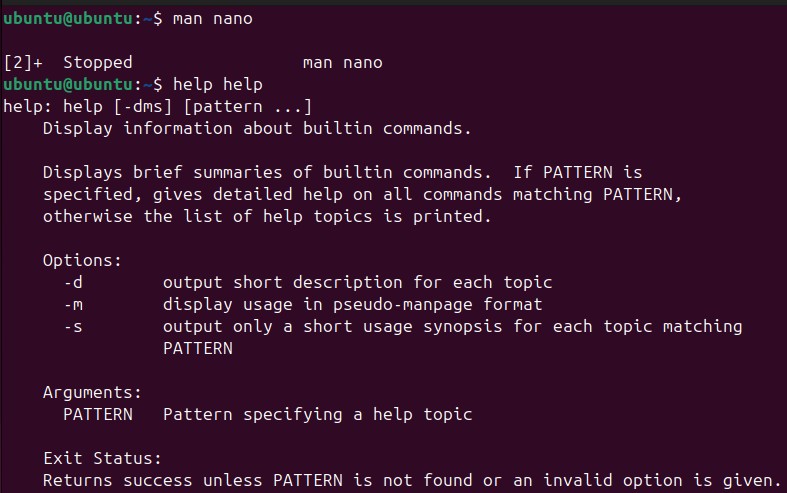 ubuntu@ubuntu:~$ man nano
[2]+  Stopped                 man nano
ubuntu@ubuntu:~$ help help
help: help [-dms] [pattern ...]
    Display information about builtin commands.

    Displays brief summaries of builtin commands.  If PATTERN is
    specified, gives detailed help on all commands matching PATTERN,
    otherwise the list of help topics is printed.

    Options:
      -d        output short description for each topic
      -m        display usage in pseudo-manpage format
      -s        output only a short usage synopsis for each topic matching
                PATTERN

    Arguments:
      PATTERN   Pattern specifying a help topic

    Exit Status:
    Returns success unless PATTERN is not found or an invalid option is given.